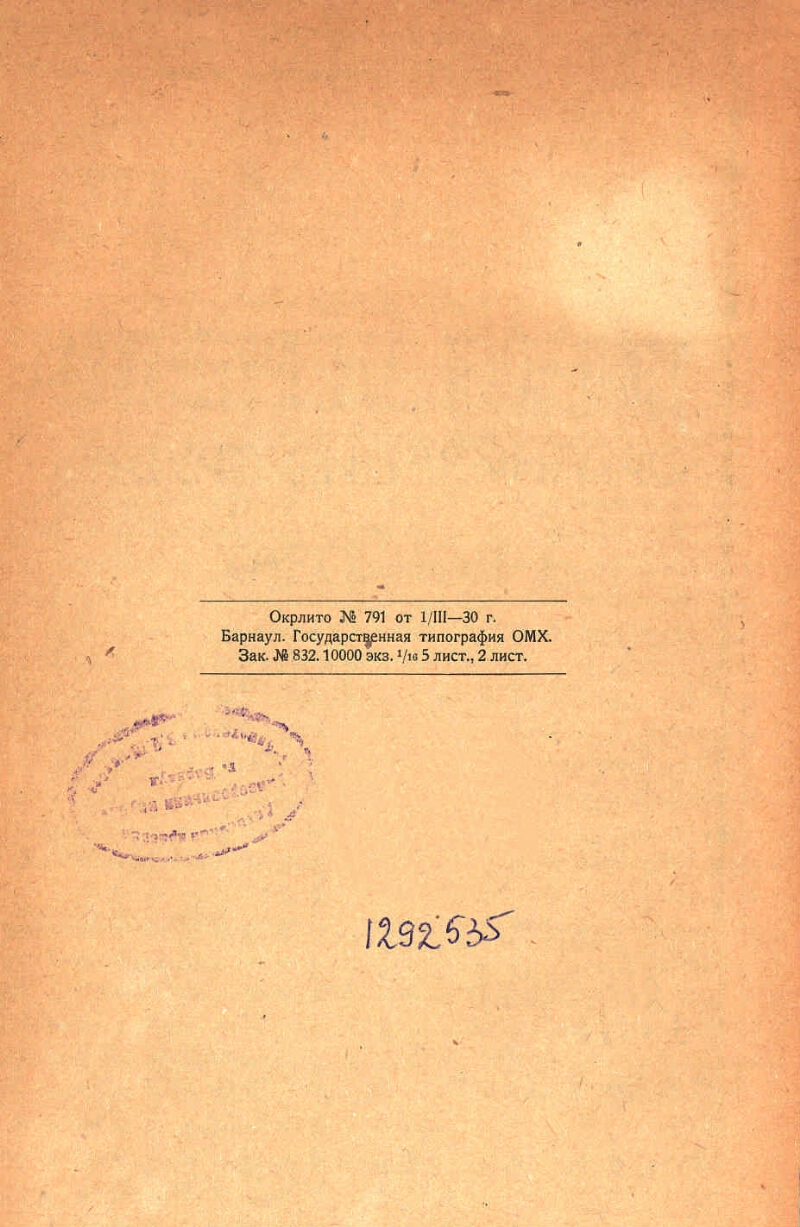 Окрлито № 791 от 1/III—30 г.
Барнаул. Государственная типография ОМХ.
Зак. № 832. 10000 экз. 1/16 5 лист., 2 лист.
1292535